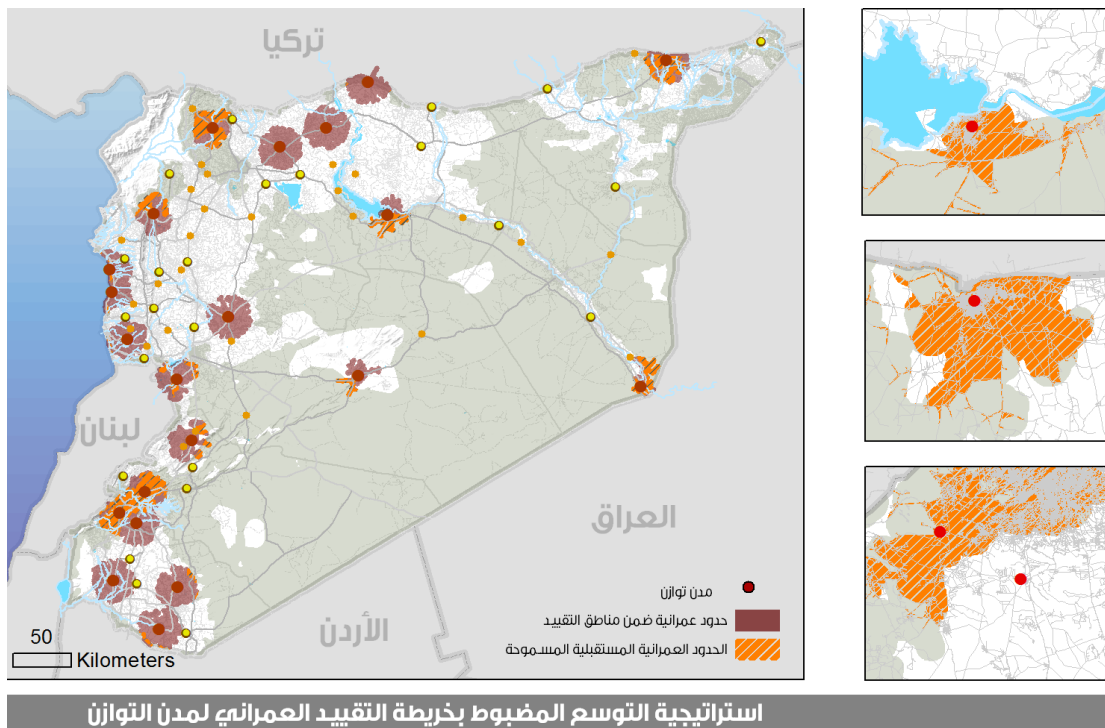 تركيا
لبنان
العراق
الأردن
مدن توازن
حدود عمرانية ضمن مناطق التقييد
الحدود العمرانية المستقبلية المسموحة
50
Kilometers
استراتيجية التوسع المضبوط بخريطة التقييد العمراني لمدن التوازن